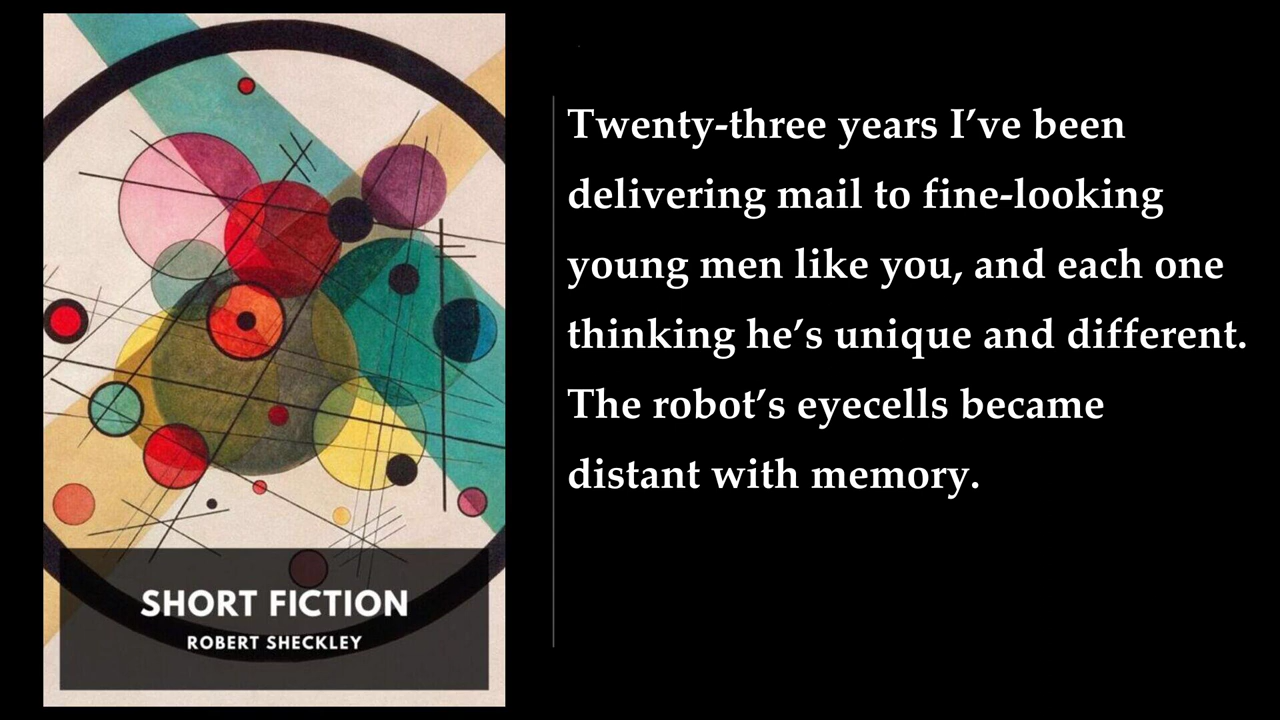 SHORT FICTION
ROBERT SHECKLEY
Twenty-three years I’ve been
delivering mail to fine-looking
young men like you, and each one
thinking he’s unique and different.
The robot’s eyecells became
distant with memory.